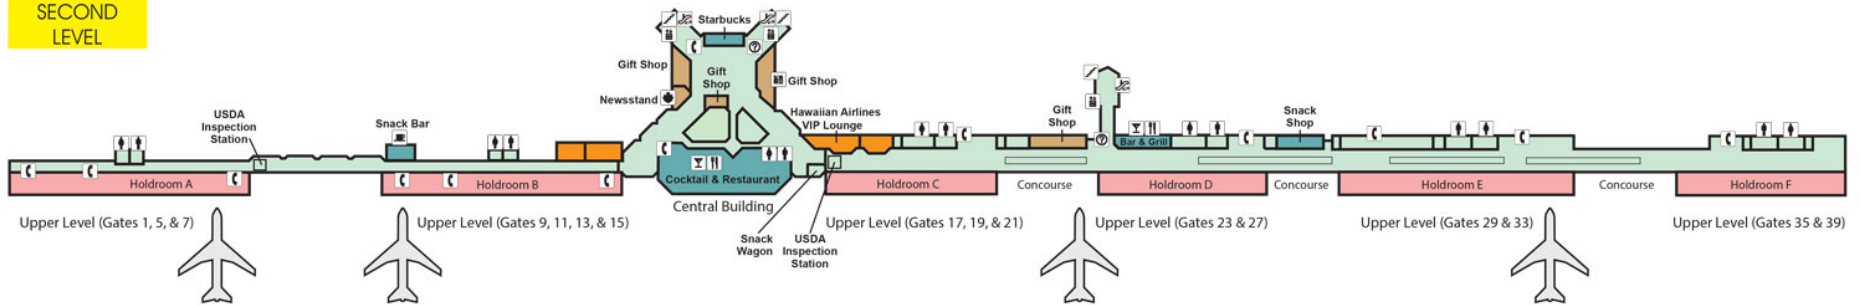 SECOND
LEVEL
Starbucks
Gift Shop
Gift
Shop
Gift Shop
Newsstand
USDA
Inspection
Station
Snack Bar
Hawaiian Airlines
VIP Lounge
Gift
Shop
Snack
Shop
Bar & Grill
Cocktail & Restaurant
Holdroom A
Holdroom B
Holdroom C
Concourse
Holdroom D
Concourse
Holdroom E
Concourse
Holdroom F
Central Building
Upper Level (Gates 1, 5, & 7)
Upper Level (Gates 9, 11, 13, & 15)
Upper Level (Gates 17, 19, & 21)
Upper Level (Gates 23 & 27)
Upper Level (Gates 29 & 33)
Upper Level (Gates 35 & 39)
Snack
Wagon
USDA
Inspection
Station